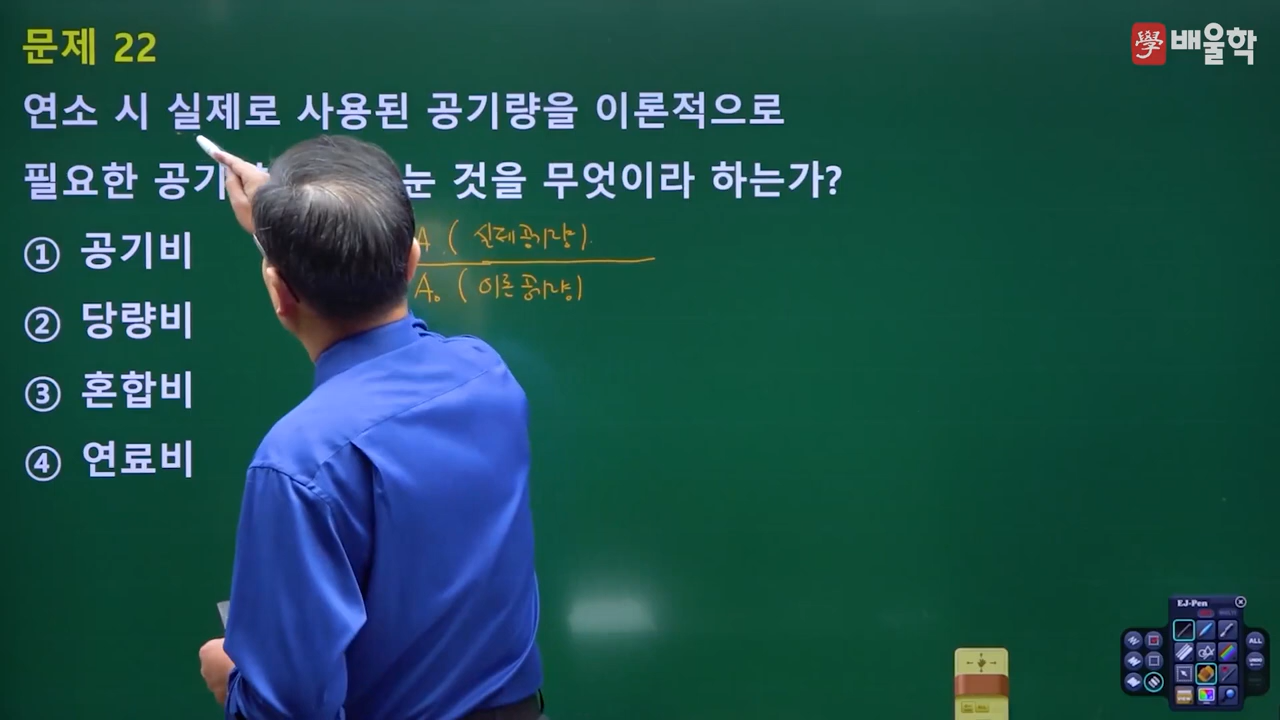 문제 22
學 배울학
연소 시 실제로 사용된 공기량을 이론적으로
필요한 공기 눈 것을 무엇이라 하는가?
① 공기비
A (실제공기량)
A₀ (이론공기량)
② 당량비
③ 혼합비
④ 연료비
EJ-Pen
ALL